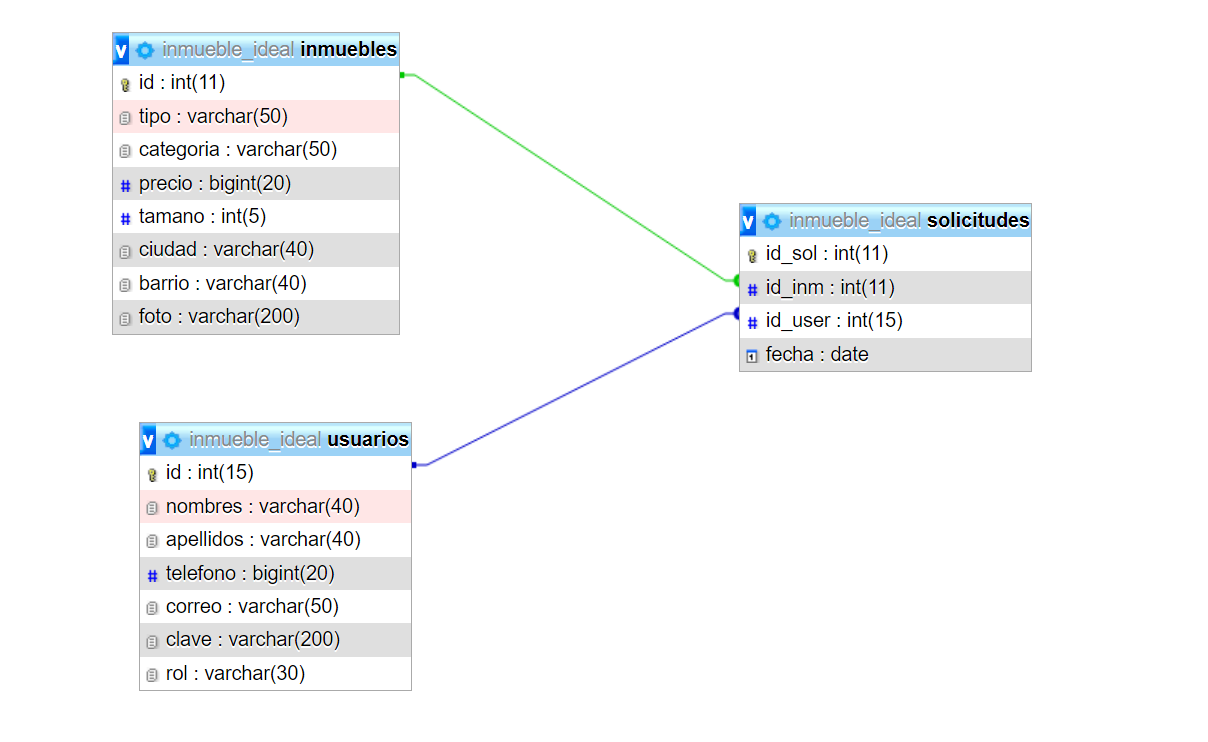 v inmueble_ideal inmuebles
id : int(11)
tipo : varchar(50)
categoria : varchar(50)
# precio : bigint(20)
# tamano : int(5)
ciudad : varchar(40)
barrio : varchar(40)
foto : varchar(200)
v inmueble_ideal solicitudes
id_sol : int(11)
# id_inm : int(11)
# id_user : int(15)
1 fecha : date
v inmueble_ideal usuarios
id : int(15)
nombres : varchar(40)
apellidos : varchar(40)
# telefono : bigint(20)
correo : varchar(50)
clave : varchar(200)
rol : varchar(30)